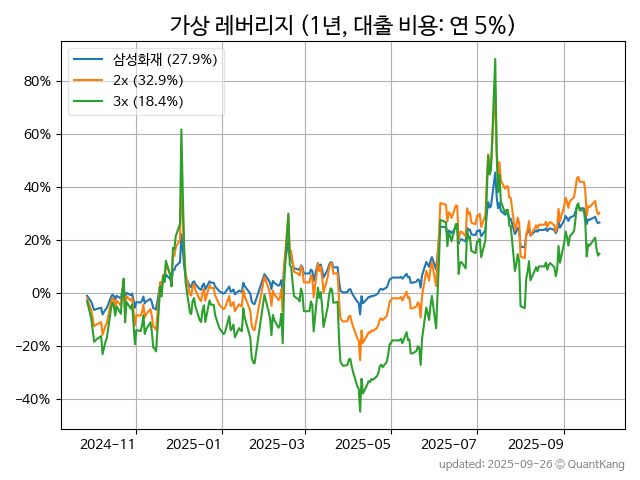 가상 레버리지 (1년, 대출 비용: 연 5%)
삼성화재 (27.9%)
2x (32.9%)
3x (18.4%)
80%
60%
40%
20%
0%
−20%
−40%
2024-11
2025-01
2025-03
2025-05
2025-07
2025-09
updated: 2025-09-26 © QuantKang